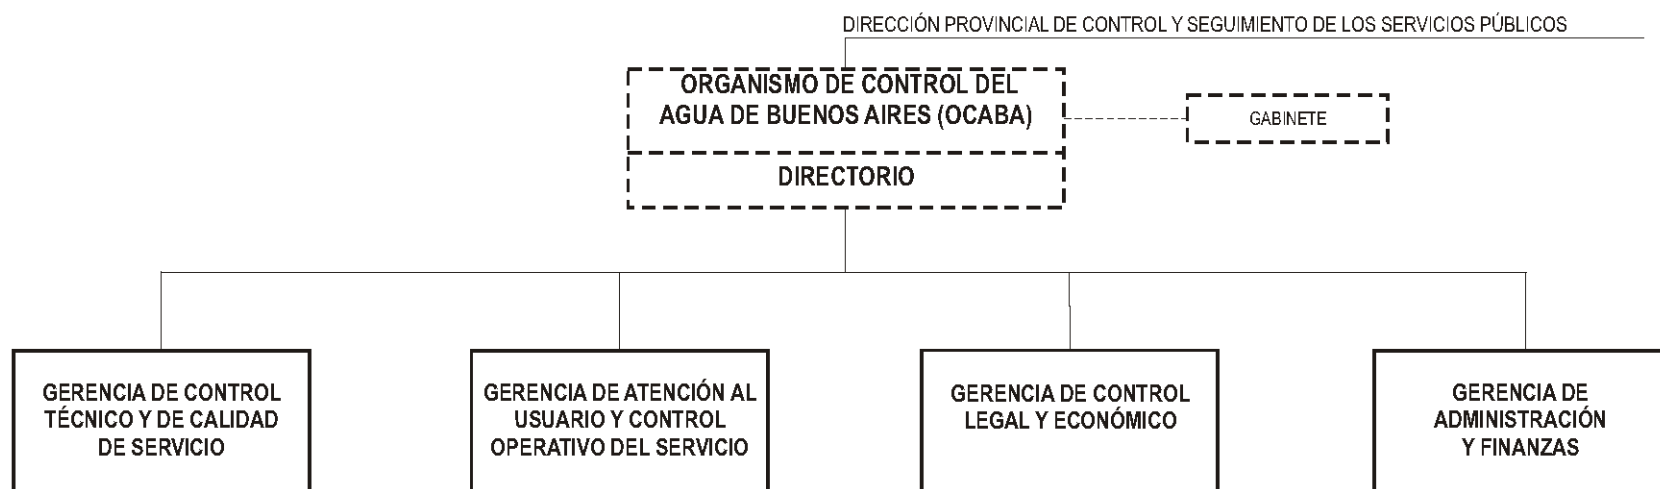 DIRECCIÓN PROVINCIAL DE CONTROL Y SEGUIMIENTO DE LOS SERVICIOS PÚBLICOS
ORGANISMO DE CONTROL DEL
AGUA DE BUENOS AIRES (OCABA)
GABINETE
DIRECTORIO
GERENCIA DE CONTROL
TÉCNICO Y DE CALIDAD
DE SERVICIO
GERENCIA DE ATENCIÓN AL
USUARIO Y CONTROL
OPERATIVO DEL SERVICIO
GERENCIA DE CONTROL
LEGAL Y ECONÓMICO
GERENCIA DE
ADMINISTRACIÓN
Y FINANZAS